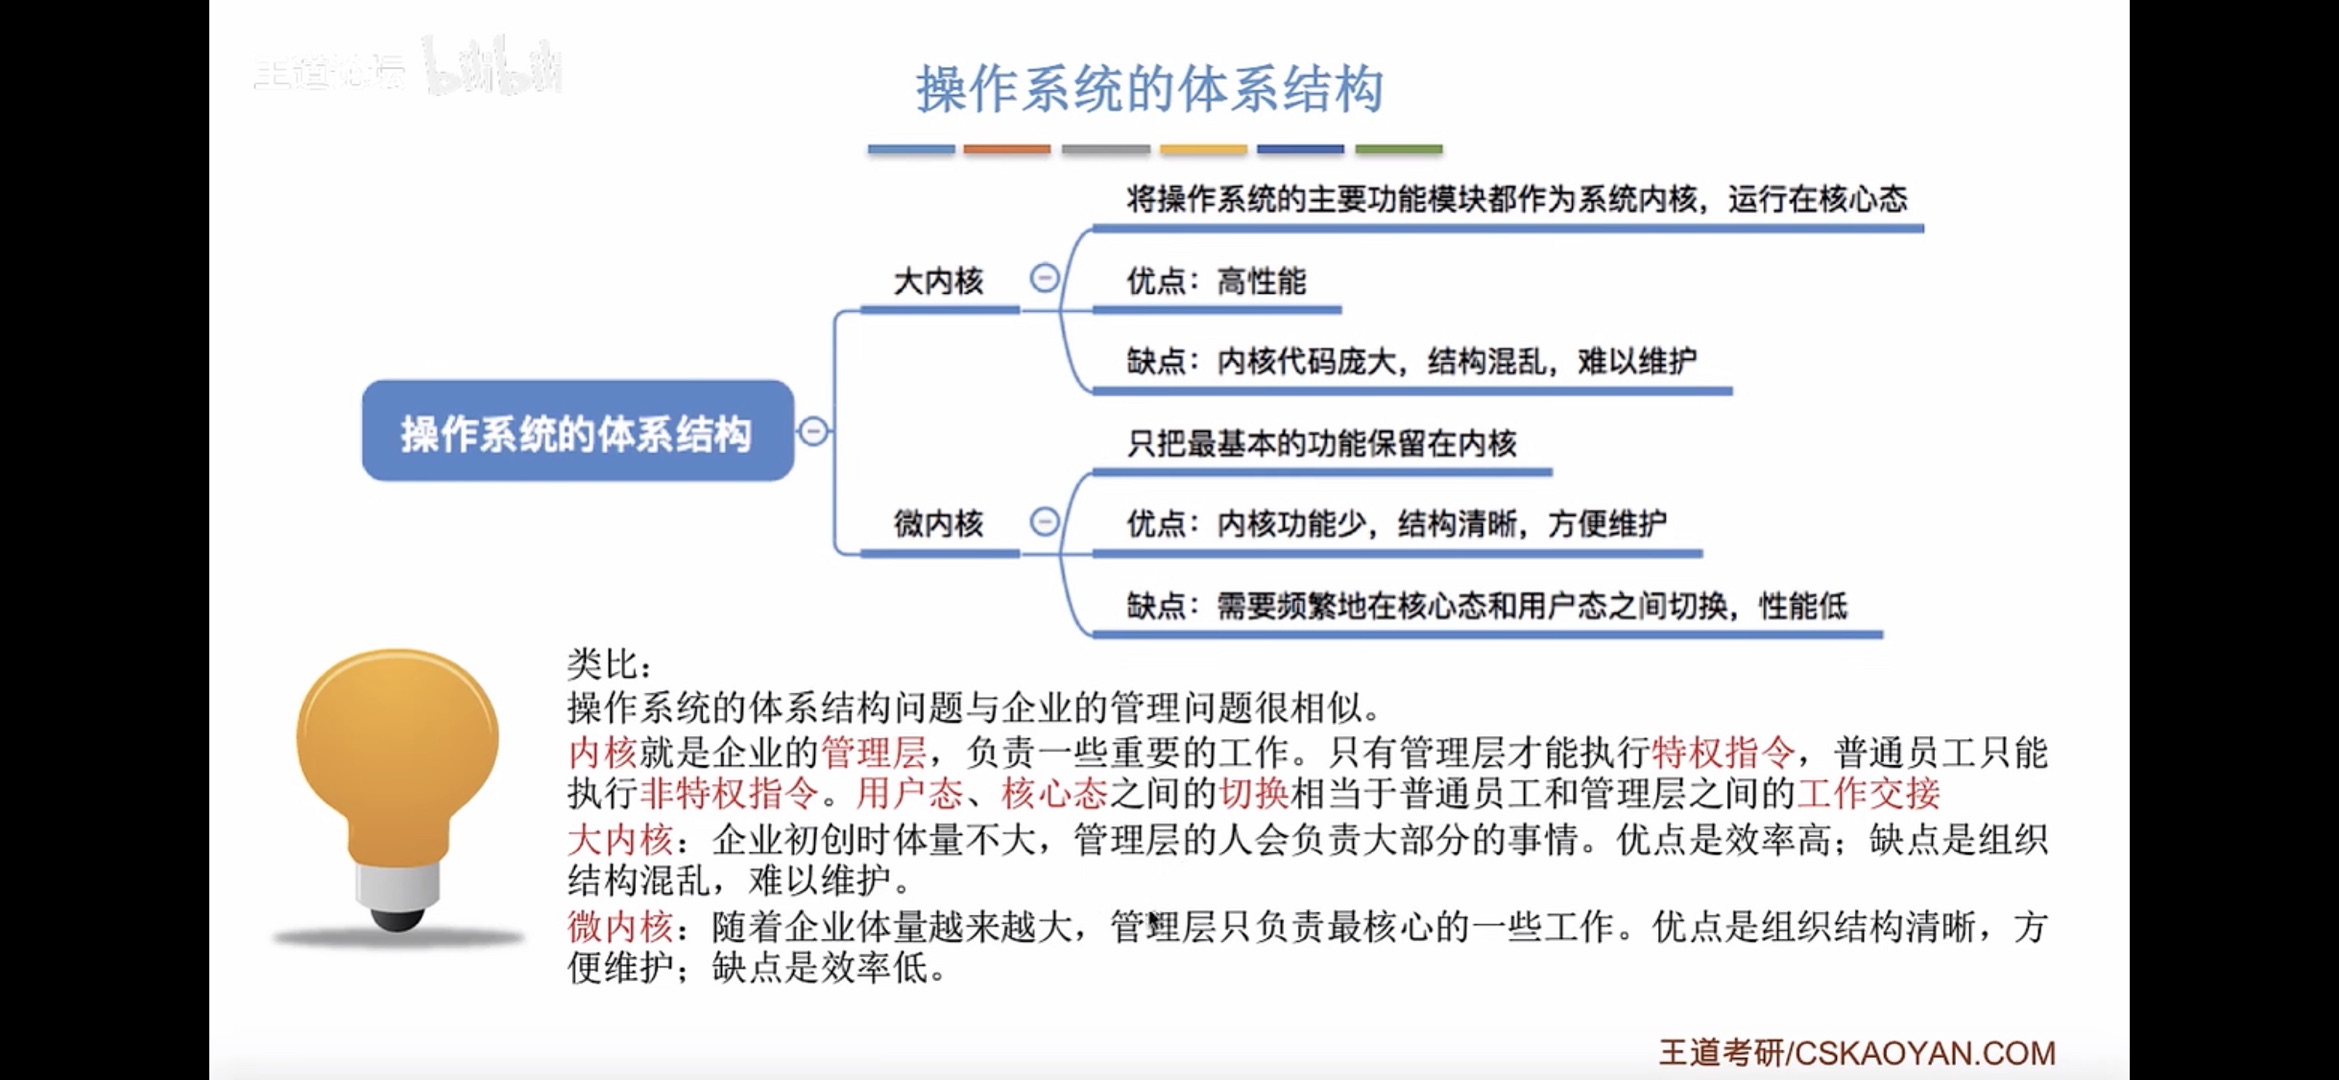 王道论坛 bilibili
操作系统的体系结构
将操作系统的主要功能模块都作为系统内核，运行在核心态
大内核
优点：高性能
缺点：内核代码庞大，结构混乱，难以维护
操作系统的体系结构
只把最基本的功能保留在内核
微内核
优点：内核功能少，结构清晰，方便维护
缺点：需要频繁地在核心态和用户态之间切换，性能低
类比：
操作系统的体系结构问题与企业的管理问题很相似。
内核就是企业的管理层，负责一些重要的工作。只有管理层才能执行特权指令，普通员工只能
执行非特权指令。用户态、核心态之间的切换相当于普通员工和管理层之间的工作交接
大内核：企业初创时体量不大，管理层的人会负责大部分的事情。优点是效率高；缺点是组织
结构混乱，难以维护。
微内核：随着企业体量越来越大，管理层只负责最核心的一些工作。优点是组织结构清晰，方
便维护；缺点是效率低。
王道考研/CSKAOYAN.COM